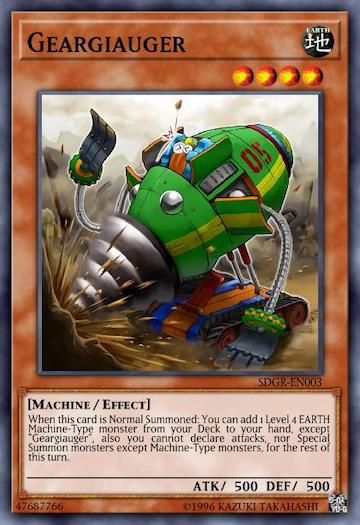 GEARGIAUGER
EARTH
地
05
SDGR-EN003
[MACHINE / EFFECT]
When this card is Normal Summoned: You can add 1 Level 4 EARTH
Machine-Type monster from your Deck to your hand, except
"Geargiauger", also you cannot declare attacks, nor Special
Summon monsters except Machine-Type monsters, for the rest of
this turn.
ATK/ 500 DEF/ 500
47687766
©1996 KAZUKI TAKAHASHI